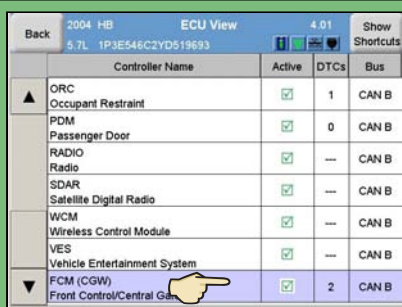 Back
2004 HB ECU View 4.01
5.7L 1P3E546C2YD519693
Show
Shortcuts
Controller Name Active DTCs Bus
ORC
Occupant Restraint 1 CAN B
PDM
Passenger Door 0 CAN B
RADIO
Radio --- CAN B
SDAR
Satellite Digital Radio --- CAN B
WCM
Wireless Control Module --- CAN B
VES
Vehicle Entertainment System --- CAN B
FCM (CGW)
Front Control/Central 2 CAN B